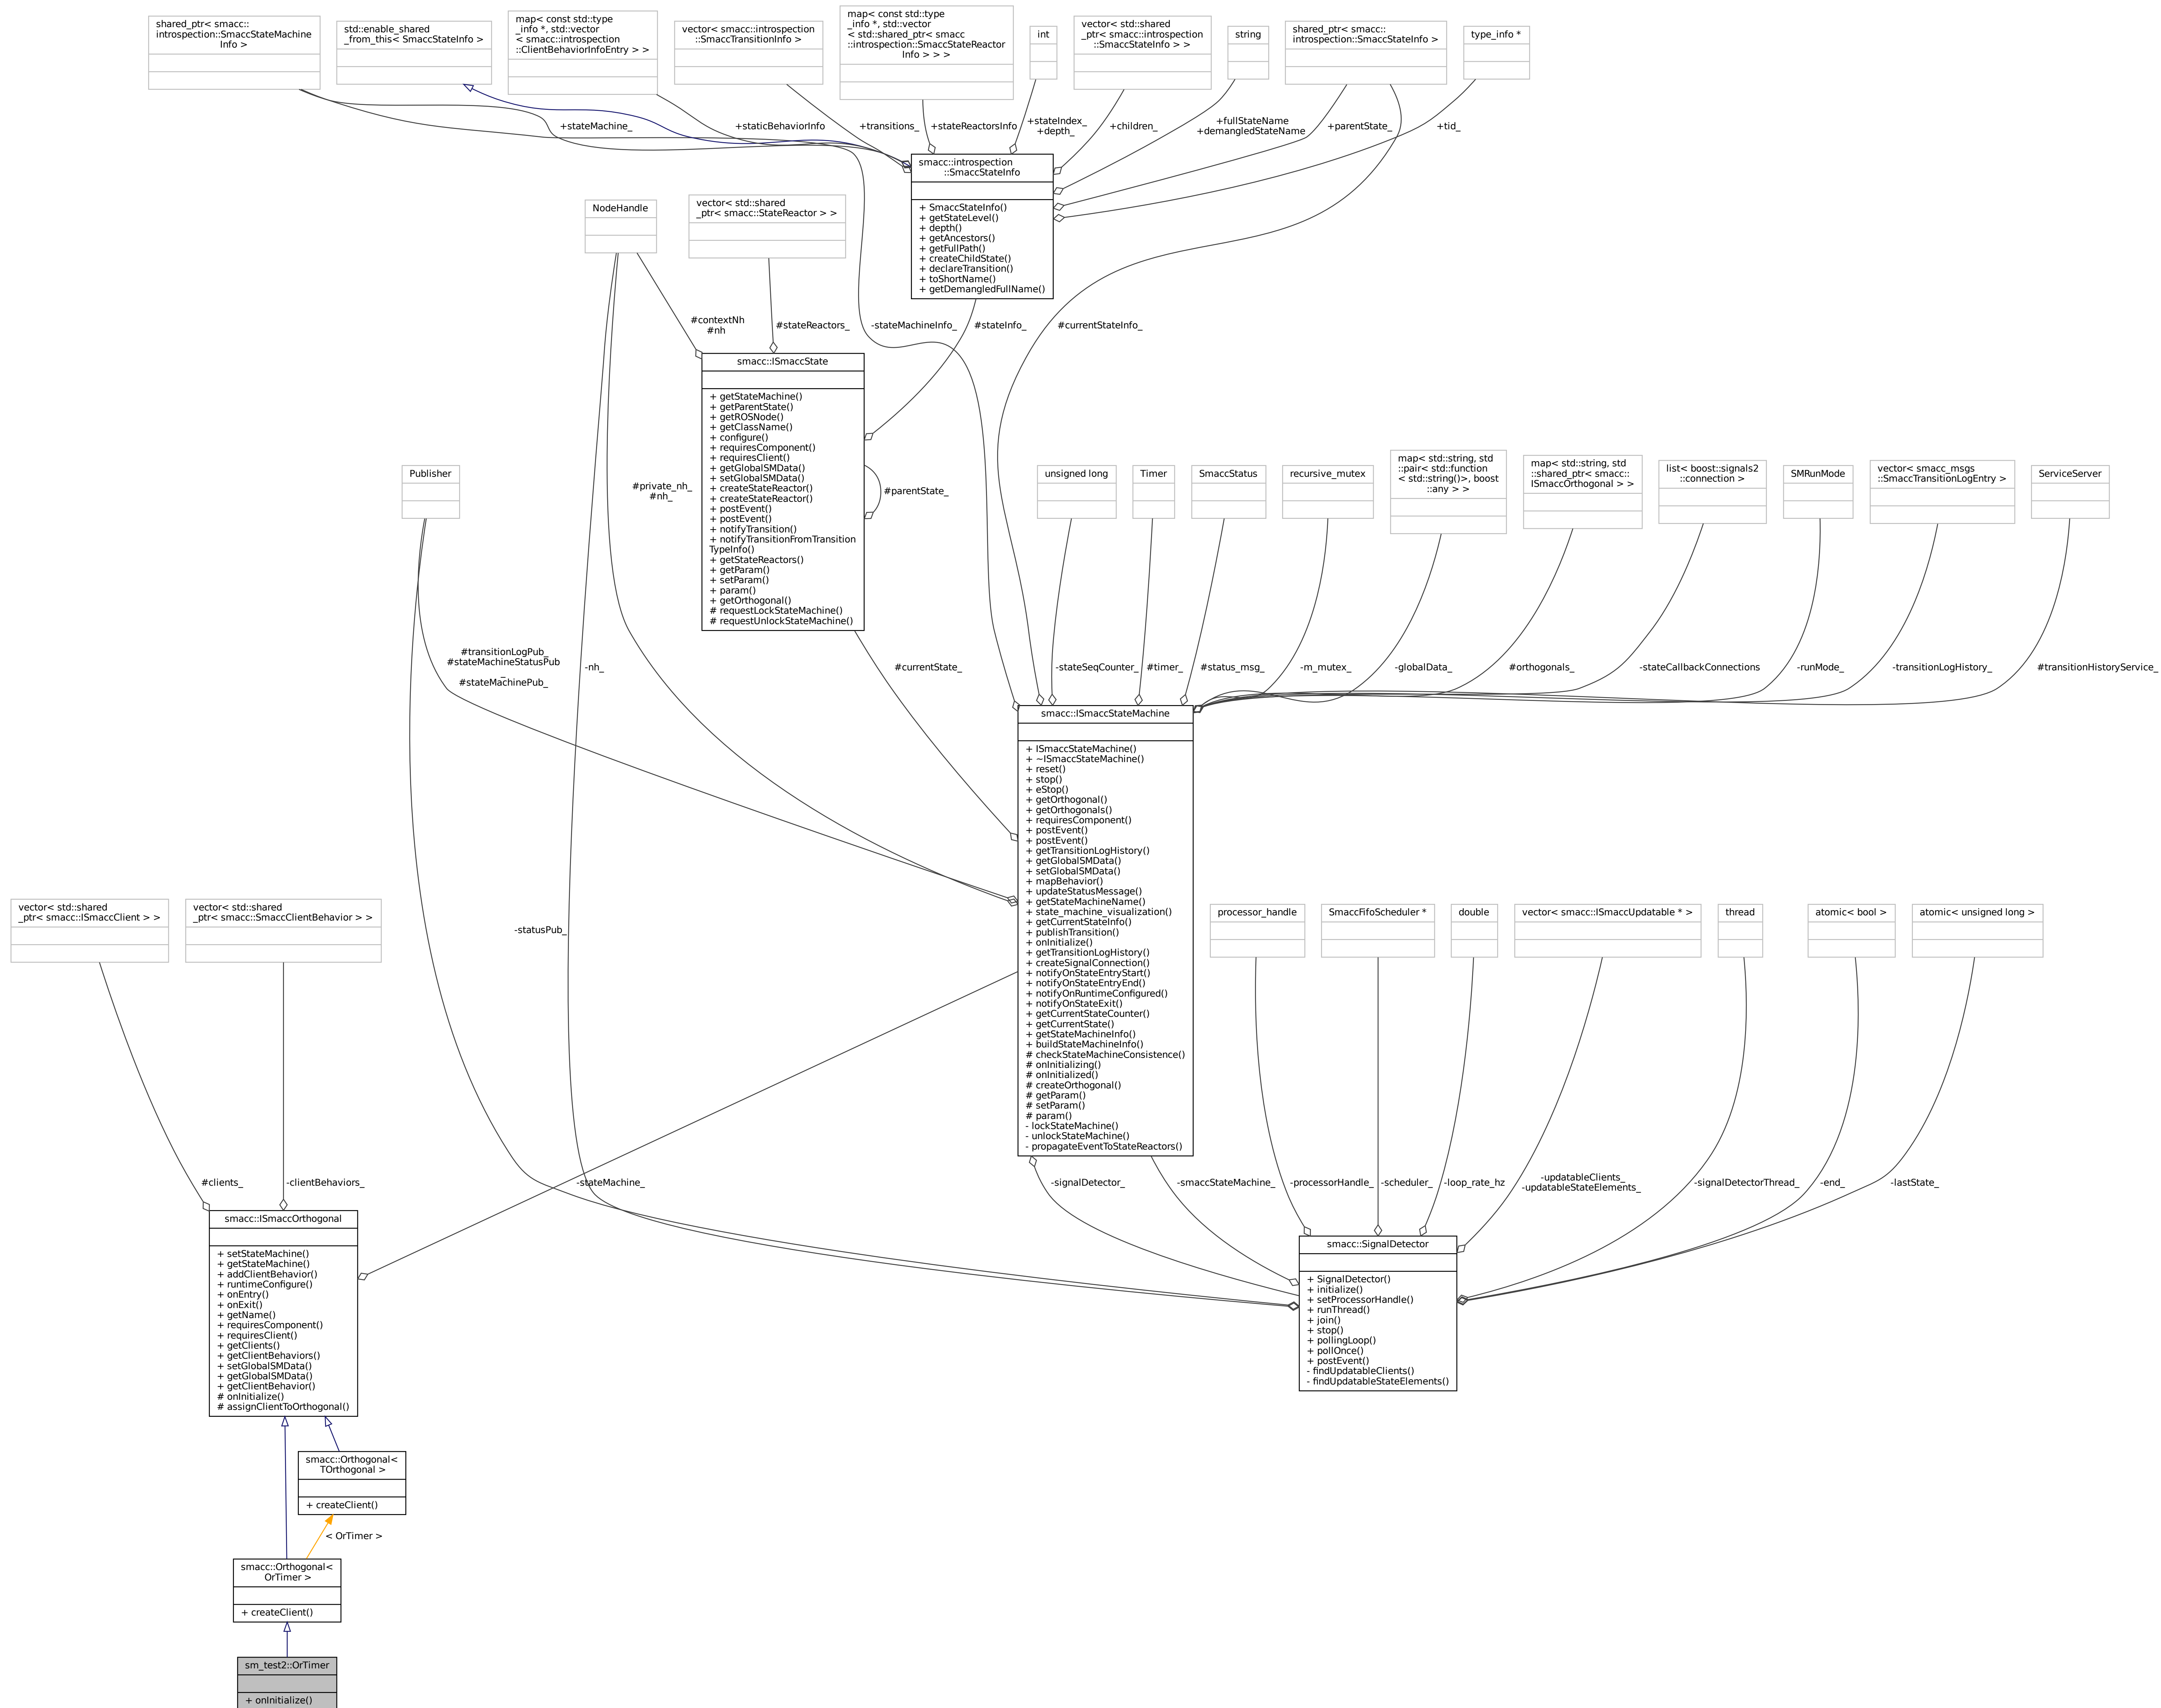 shared_ptr< smacc::
introspection::SmaccStateMachine
Info >
std::enable_shared
_from_this< SmaccStateInfo >
map< const std::type
_info *, std::vector
< smacc::introspection
::ClientBehaviorInfoEntry > >
vector< smacc::introspection
::SmaccTransitionInfo >
map< const std::type
_info *, std::vector
< std::shared_ptr< smacc
::introspection::SmaccStateReactor
Info > > >
int
vector< std::shared
_ptr< smacc::introspection
::SmaccStateInfo > >
string
shared_ptr< smacc::
introspection::SmaccStateInfo >
type_info *
+stateMachine_
+staticBehaviorInfo
+transitions_
+stateReactorsInfo
+stateIndex_
+depth_
+children_
+fullStateName
+demangledStateName
+parentState_
+tid_
smacc::introspection
::SmaccStateInfo
+ SmaccStateInfo()
+ getStateLevel()
+ depth()
+ getAncestors()
+ getFullPath()
+ createChildState()
+ declareTransition()
+ toShortName()
+ getDemangledFullName()
NodeHandle
vector< std::shared
_ptr< smacc::StateReactor > >
#contextNh
#nh
#stateReactors_
-stateMachineInfo_
#stateInfo_
#currentStateInfo_
smacc::ISmaccState
+ getStateMachine()
+ getParentState()
+ getROSNode()
+ getClassName()
+ configure()
+ requiresComponent()
+ requiresClient()
+ getGlobalSMData()
+ setGlobalSMData()
+ createStateReactor()
+ createStateReactor()
+ postEvent()
+ postEvent()
+ notifyTransition()
+ notifyTransitionFromTransition
TypeInfo()
+ getStateReactors()
+ getParam()
+ setParam()
+ param()
+ getOrthogonal()
# requestLockStateMachine()
# requestUnlockStateMachine()
#parentState_
Publisher
#private_nh_
#nh_
unsigned long
Timer
SmaccStatus
recursive_mutex
map< std::string, std
::pair< std::function
< std::string()>, boost
::any > >
map< std::string, std
::shared_ptr< smacc::
ISmaccOrthogonal > >
list< boost::signals2
::connection >
SMRunMode
vector< smacc_msgs
::SmaccTransitionLogEntry >
ServiceServer
#transitionLogPub_
#stateMachineStatusPub
_
#stateMachinePub_
-nh_
#currentState_
-stateSeqCounter_
#timer_
#status_msg_
-m_mutex_
-globalData_
#orthogonals_
-stateCallbackConnections
-runMode_
-transitionLogHistory_
#transitionHistoryService_
smacc::ISmaccStateMachine
+ ISmaccStateMachine()
+ ~ISmaccStateMachine()
+ reset()
+ stop()
+ eStop()
+ getOrthogonal()
+ getOrthogonals()
+ requiresComponent()
+ postEvent()
+ postEvent()
+ getTransitionLogHistory()
+ getGlobalSMData()
+ setGlobalSMData()
+ mapBehavior()
+ updateStatusMessage()
+ getStateMachineName()
+ state_machine_visualization()
+ getCurrentStateInfo()
+ publishTransition()
+ onInitialize()
+ getTransitionLogHistory()
+ createSignalConnection()
+ notifyOnStateEntryStart()
+ notifyOnStateEntryEnd()
+ notifyOnRuntimeConfigured()
+ notifyOnStateExit()
+ getCurrentStateCounter()
+ getCurrentState()
+ getStateMachineInfo()
+ buildStateMachineInfo()
# checkStateMachineConsistence()
# onInitializing()
# onInitialized()
# createOrthogonal()
# getParam()
# setParam()
# param()
- lockStateMachine()
- unlockStateMachine()
- propagateEventToStateReactors()
vector< std::shared
_ptr< smacc::ISmaccClient > >
vector< std::shared
_ptr< smacc::SmaccClientBehavior > >
-statusPub_
processor_handle
SmaccFifoScheduler *
double
vector< smacc::ISmaccUpdatable * >
thread
atomic< bool >
atomic< unsigned long >
#clients_
-clientBehaviors_
-stateMachine_
-signalDetector_
-smaccStateMachine_
-processorHandle_
-scheduler_
-loop_rate_hz
-updatableClients_
-updatableStateElements_
-signalDetectorThread_
-end_
-lastState_
smacc::ISmaccOrthogonal
+ setStateMachine()
+ getStateMachine()
+ addClientBehavior()
+ runtimeConfigure()
+ onEntry()
+ onExit()
+ getName()
+ requiresComponent()
+ requiresClient()
+ getClients()
+ getClientBehaviors()
+ setGlobalSMData()
+ getGlobalSMData()
+ getClientBehavior()
# onInitialize()
# assignClientToOrthogonal()
smacc::SignalDetector
+ SignalDetector()
+ initialize()
+ setProcessorHandle()
+ runThread()
+ join()
+ stop()
+ pollingLoop()
+ pollOnce()
+ postEvent()
- findUpdatableClients()
- findUpdatableStateElements()
smacc::Orthogonal<
TOrthogonal >
+ createClient()
< OrTimer >
smacc::Orthogonal<
OrTimer >
+ createClient()
sm_test2::OrTimer
+ onInitialize()